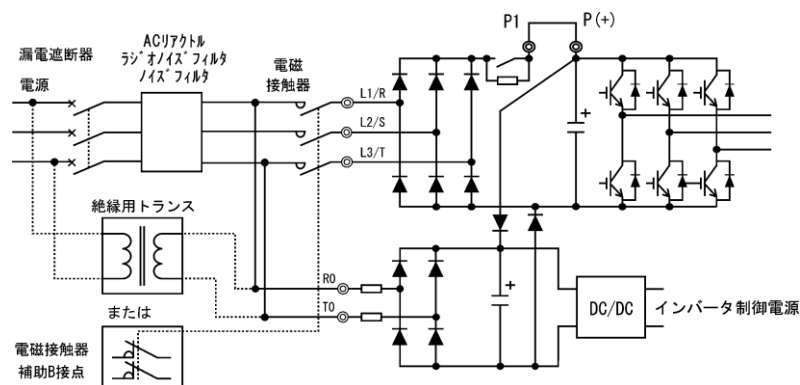 漏電遮断器
電源
ACリアクトル
ラジオノイズフィルタ
ノイズフィルタ
電磁
接触器
L1/R
L2/S
L3/T
P1
P(+)
絶縁用トランス
または
電磁接触器
補助B接点
R0
T0
DC/DC
インバータ制御電源